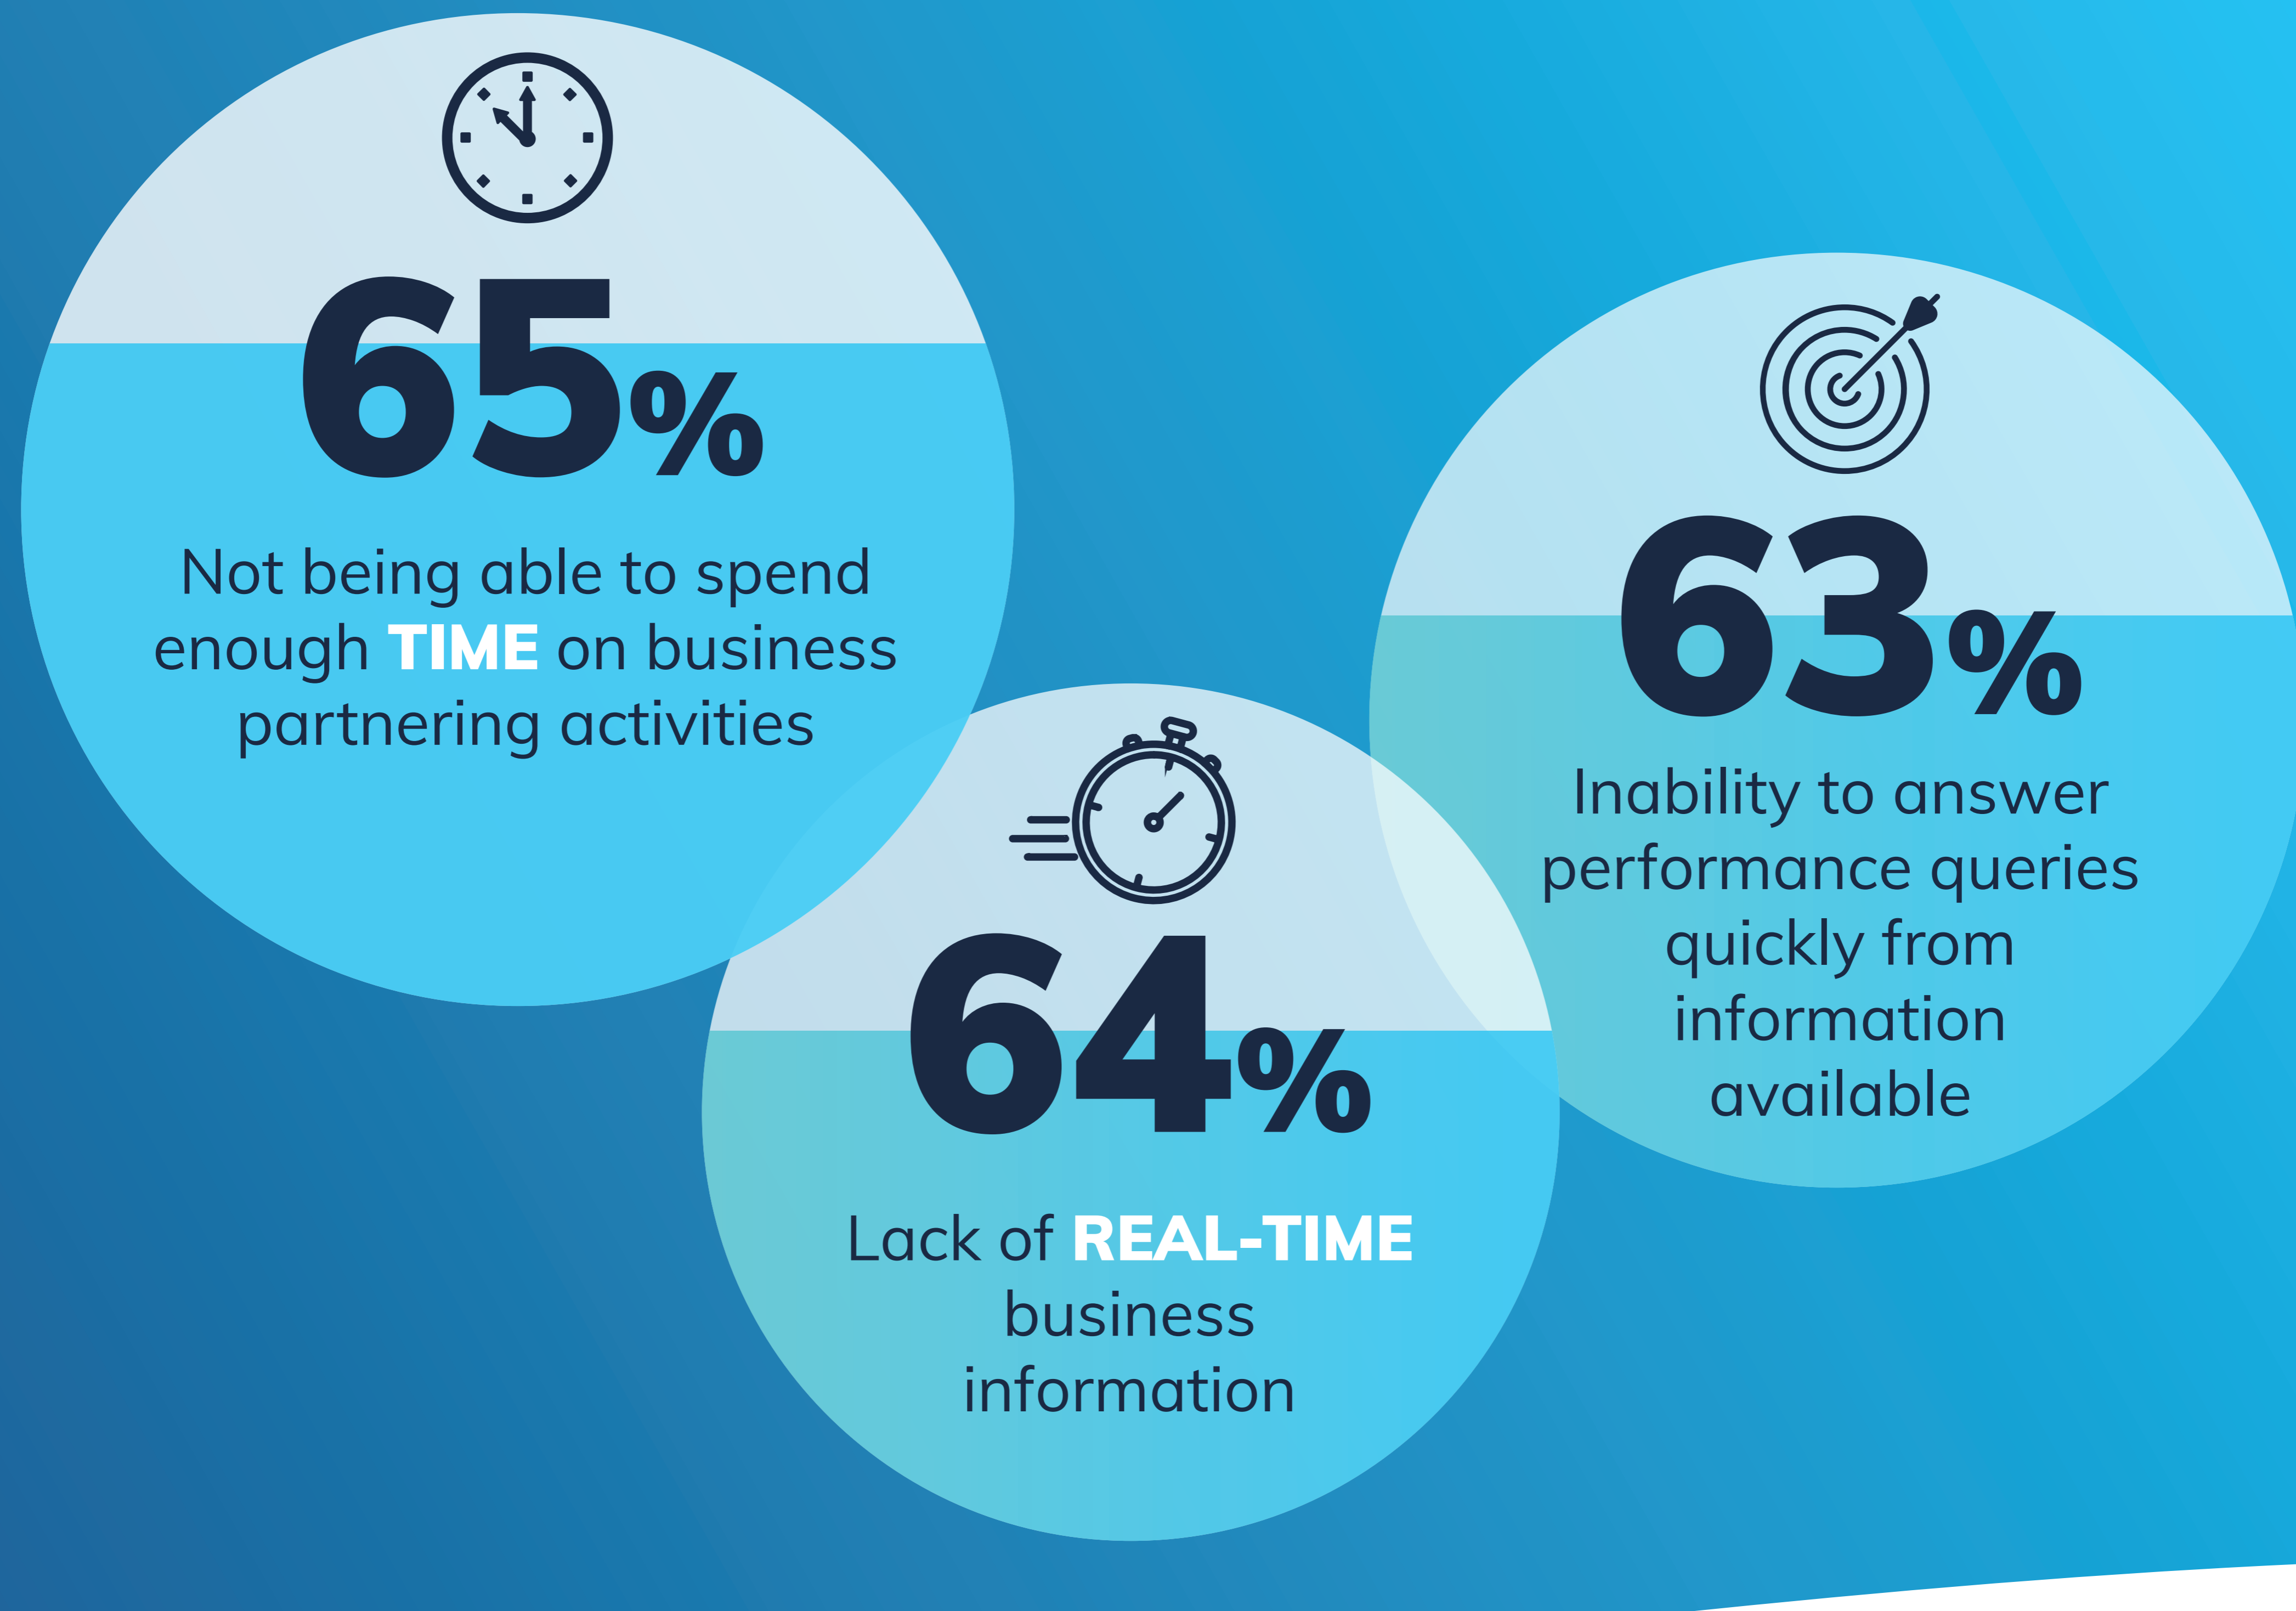 65%
Not being able to spend
enough TIME on business
partnering activities
64%
Lack of REAL-TIME
business
information
63%
Inability to answer
performance queries
quickly from
information
available